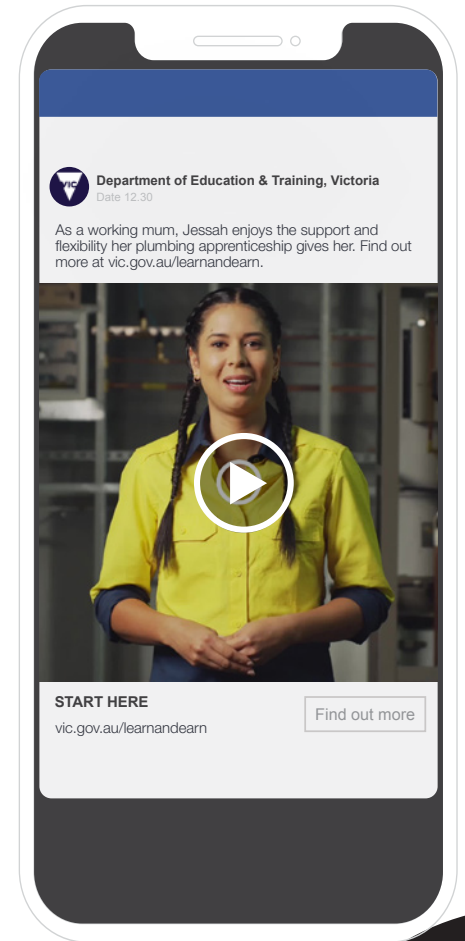 VIC
Department of Education & Training, Victoria
Date 12.30
As a working mum, Jessah enjoys the support and
flexibility her plumbing apprenticeship gives her. Find out
more at vic.gov.au/learnandearn.
START HERE
Find out more
vic.gov.au/learnandearn